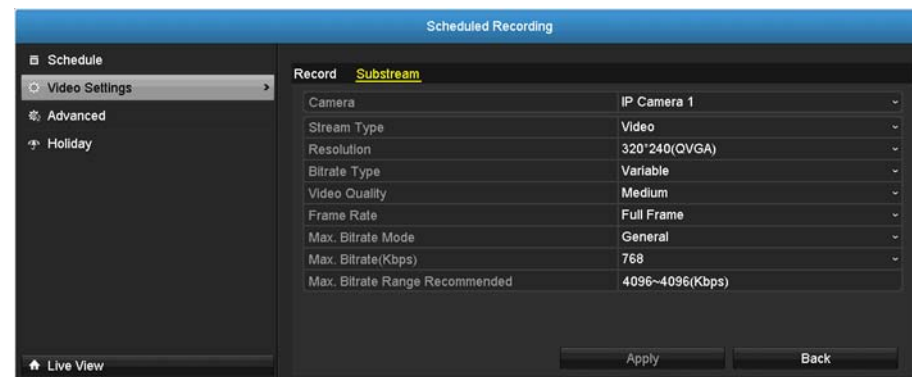 Scheduled Recording
Schedule
Video Settings
Advanced
Holiday
Live View
Record Substream
Camera IP Camera 1
Stream Type Video
Resolution 320*240(QVGA)
Bitrate Type Variable
Video Quality Medium
Frame Rate Full Frame
Max. Bitrate Mode General
Max. Bitrate(Kbps) 768
Max. Bitrate Range Recommended 4096~4096(Kbps)
Apply Back